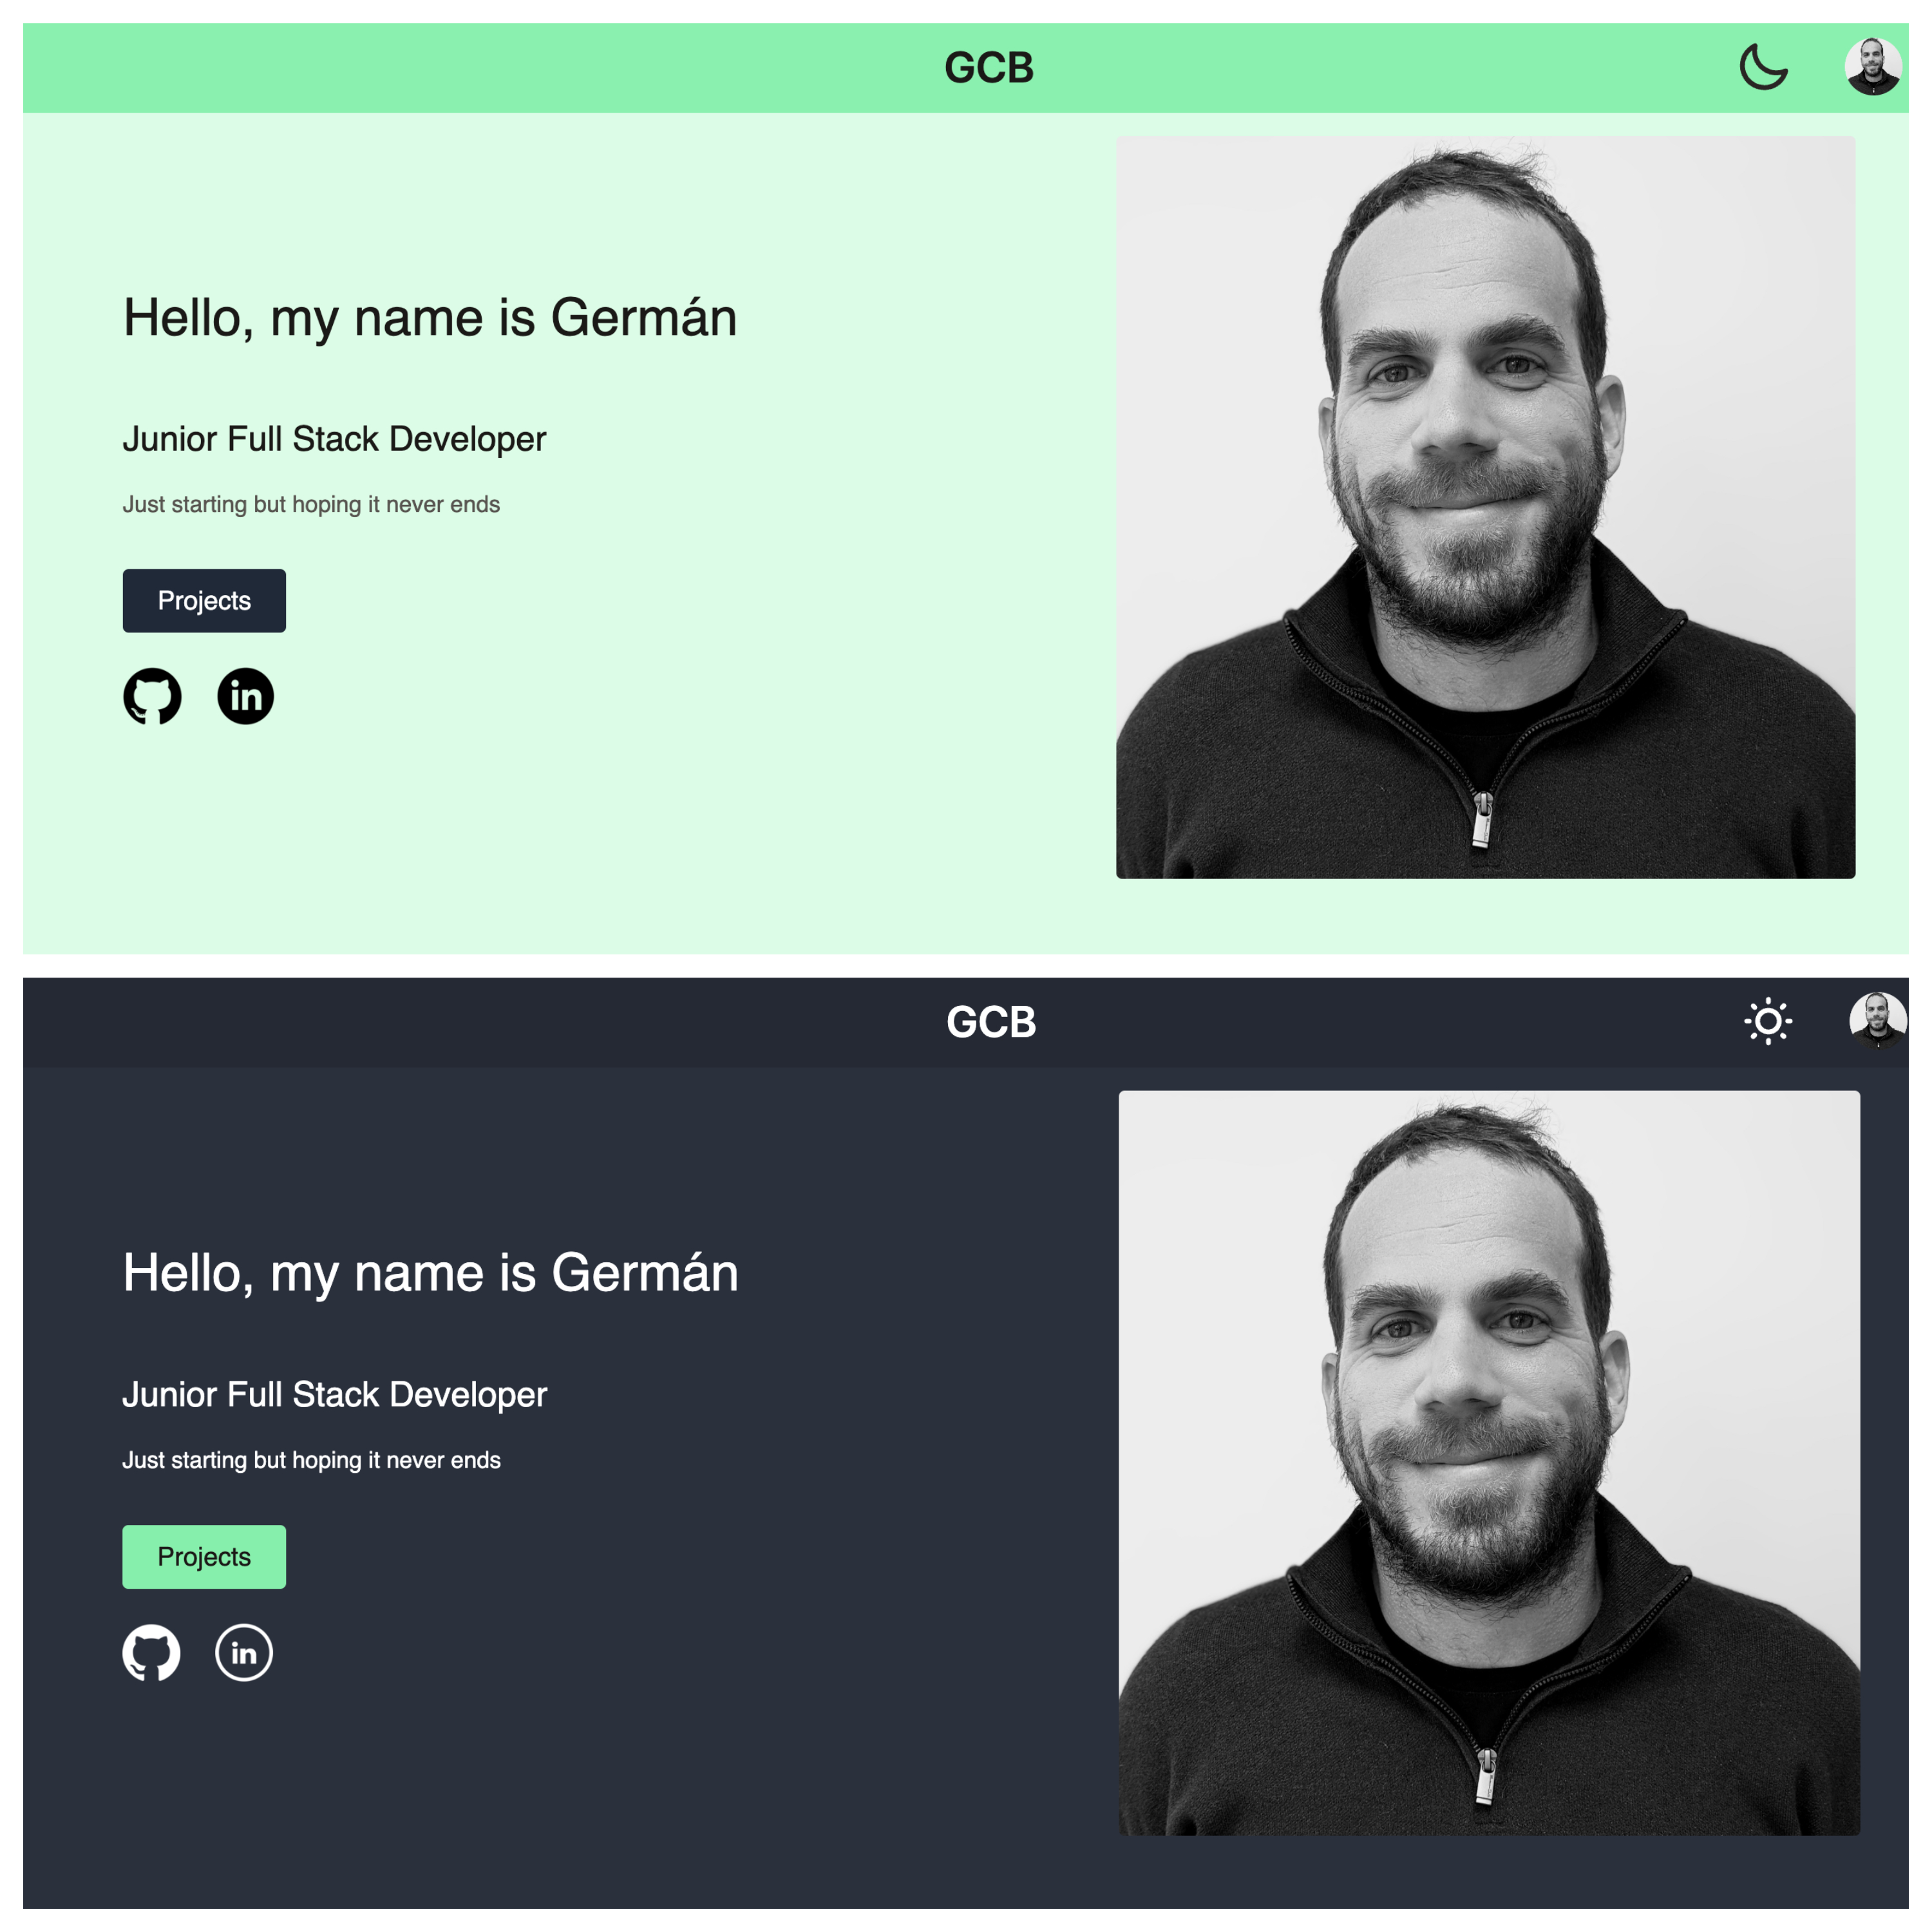 GCB
Hello, my name is Germán
Junior Full Stack Developer
Just starting but hoping it never ends
Projects
in
GCB
Hello, my name is Germán
Junior Full Stack Developer
Just starting but hoping it never ends
Projects
in